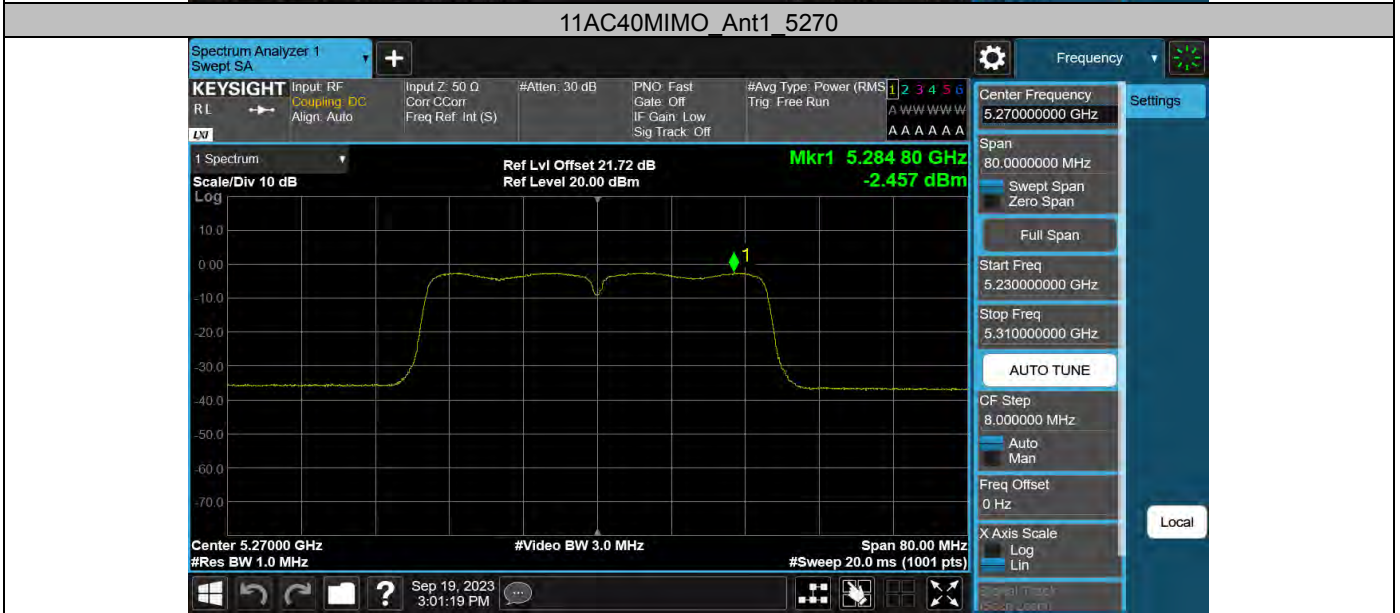 11AC40MIMO_Ant1_5270
Spectrum Analyzer 1
Swept SA
+
Frequency
KEYSIGHT
RL
LXI
Input: RF
Coupling: DC
Align: Auto
Input Z: 50 Ω
Corr CCorr
Freq Ref: Int (S)
#Atten: 30 dB
PNO: Fast
Gate: Off
IF Gain: Low
Sig Track: Off
#Avg Type: Power (RMS
Trig: Free Run
1 2 3 4 5 6
A W W W W W
A A A A A A
Center Frequency
5.270000000 GHz
Settings
1 Spectrum
Scale/Div 10 dB
Log
Ref Lvl Offset 21.72 dB
Ref Level 20.00 dBm
Mkr1 5.284 80 GHz
-2.457 dBm
Span
80.0000000 MHz
Swept Span
Zero Span
Full Span
Start Freq
5.230000000 GHz
Stop Freq
5.310000000 GHz
AUTO TUNE
CF Step
8.000000 MHz
Auto
Man
Freq Offset
0 Hz
X Axis Scale
Log
Lin
Local
10.0
0.00
-10.0
-20.0
-30.0
-40.0
-50.0
-60.0
-70.0
1
Center 5.27000 GHz
#Res BW 1.0 MHz
#Video BW 3.0 MHz
Span 80.00 MHz
#Sweep 20.0 ms (1001 pts)
?
Sep 19, 2023
3:01:19 PM